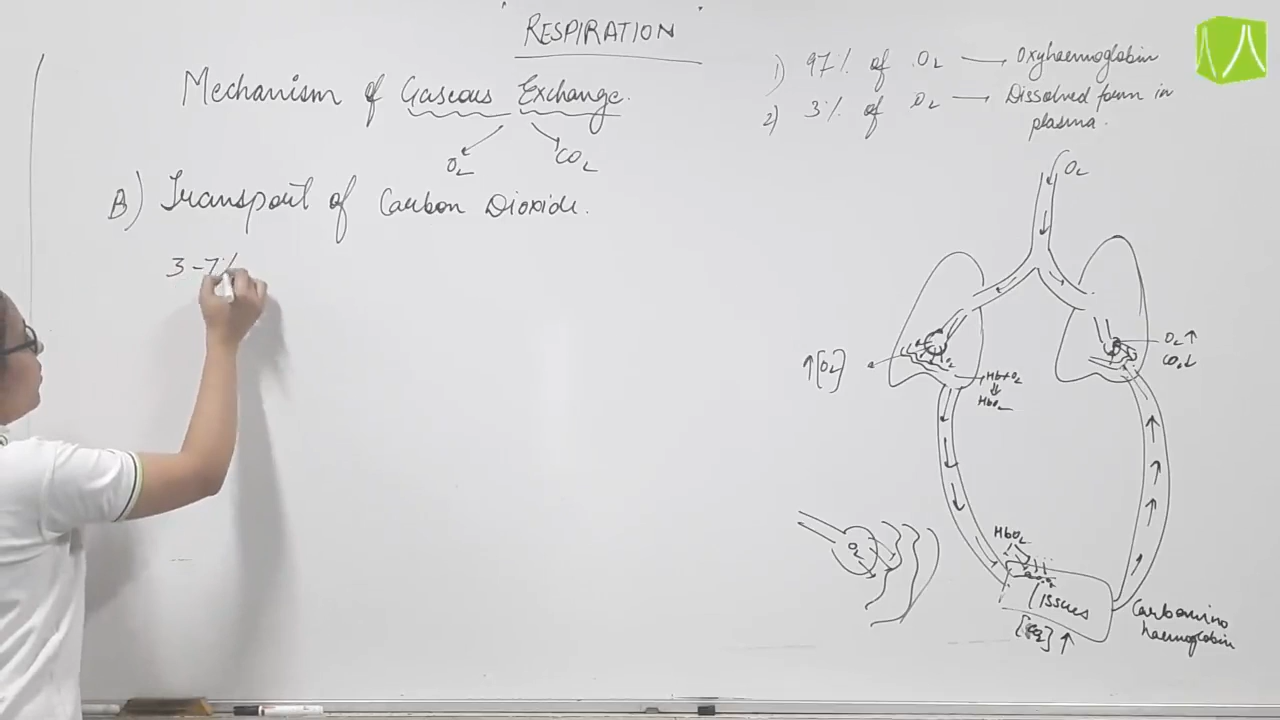 RESPIRATION
Mechanism of Gaseous Exchange.
O₂ CO₂
B) Transport of Carbon Dioxide.
3-7%
1) 97% of O₂ → Oxyhaemoglobin
2) 3% of O₂ → Dissolved form in
plasma.
O₂
O₂ ↑
CO₂ ↓
↑[O₂]
Hb+O₂
HbO₂
O₂
HbO₂
Tissues
Carbamino
haemoglobin